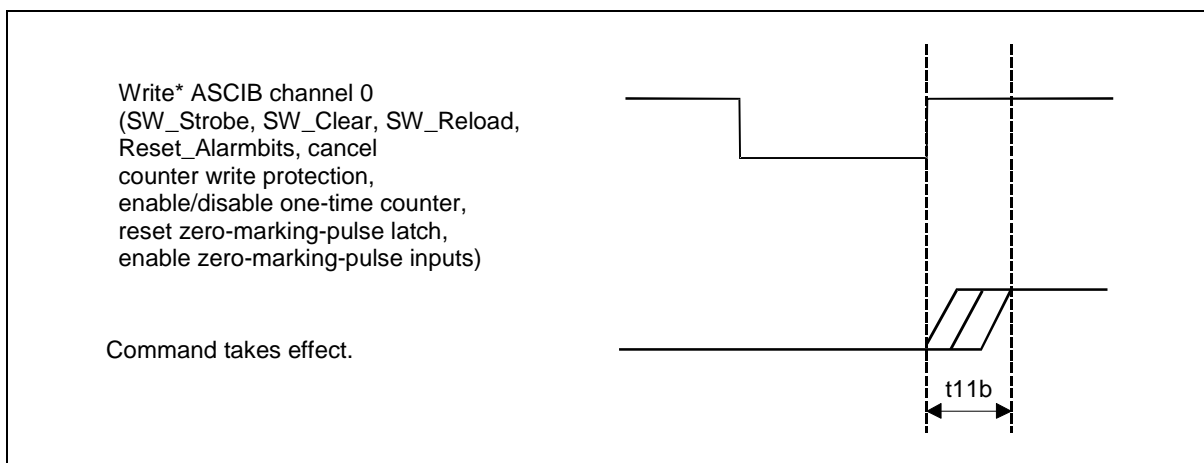 Write* ASCIB channel 0
(SW_Strobe, SW_Clear, SW_Reload,
Reset_Alarmbits, cancel
counter write protection,
enable/disable one-time counter,
reset zero-marking-pulse latch,
enable zero-marking-pulse inputs)
Command takes effect.
t11b